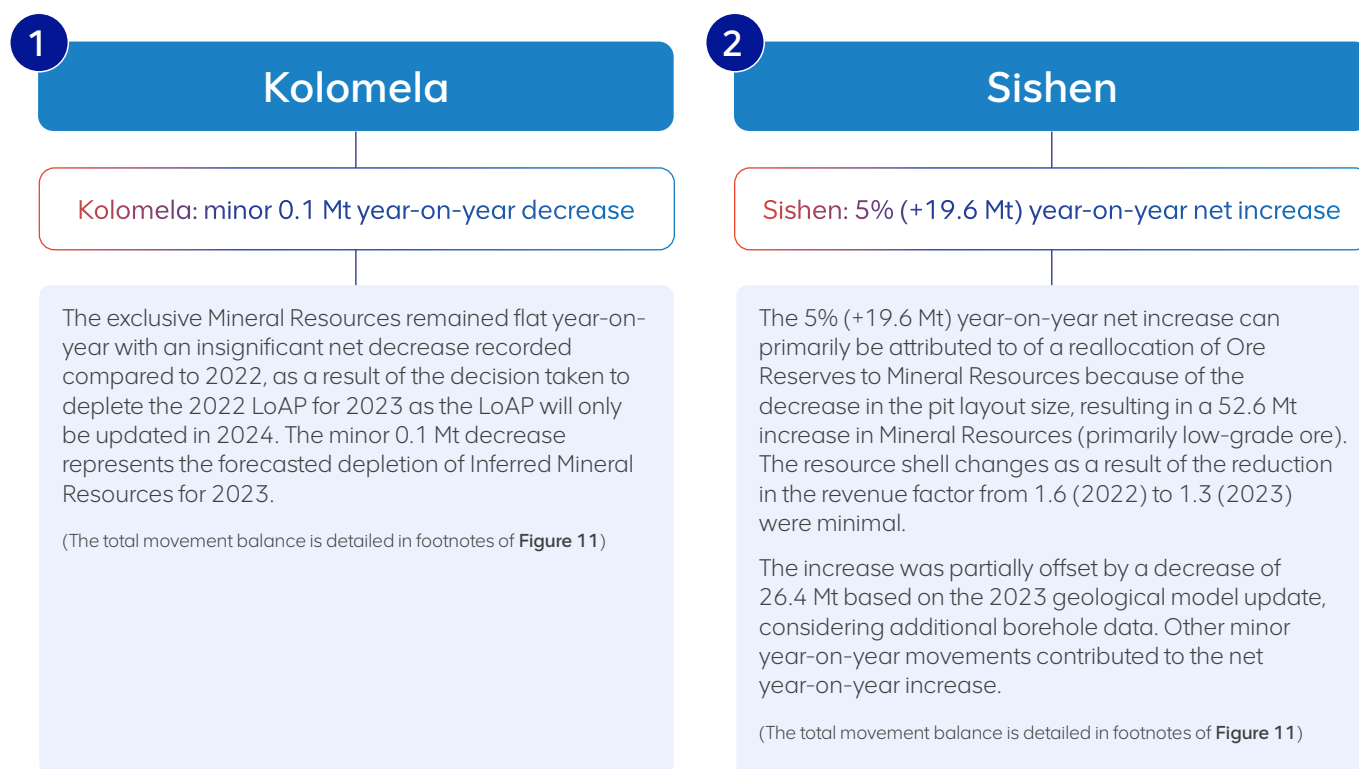 1
Kolomela
Kolomela: minor 0.1 Mt year-on-year decrease
The exclusive Mineral Resources remained flat year-on-
year with an insignificant net decrease recorded
compared to 2022, as a result of the decision taken to
deplete the 2022 LoAP for 2023 as the LoAP will only
be updated in 2024. The minor 0.1 Mt decrease
represents the forecasted depletion of Inferred Mineral
Resources for 2023.
(The total movement balance is detailed in footnotes of Figure 11)
2
Sishen
Sishen: 5% (+19.6 Mt) year-on-year net increase
The 5% (+19.6 Mt) year-on-year net increase can
primarily be attributed to of a reallocation of Ore
Reserves to Mineral Resources because of the
decrease in the pit layout size, resulting in a 52.6 Mt
increase in Mineral Resources (primarily low-grade ore).
The resource shell changes as a result of the reduction
in the revenue factor from 1.6 (2022) to 1.3 (2023)
were minimal.
The increase was partially offset by a decrease of
26.4 Mt based on the 2023 geological model update,
considering additional borehole data. Other minor
year-on-year movements contributed to the net
year-on-year increase.
(The total movement balance is detailed in footnotes of Figure 11)